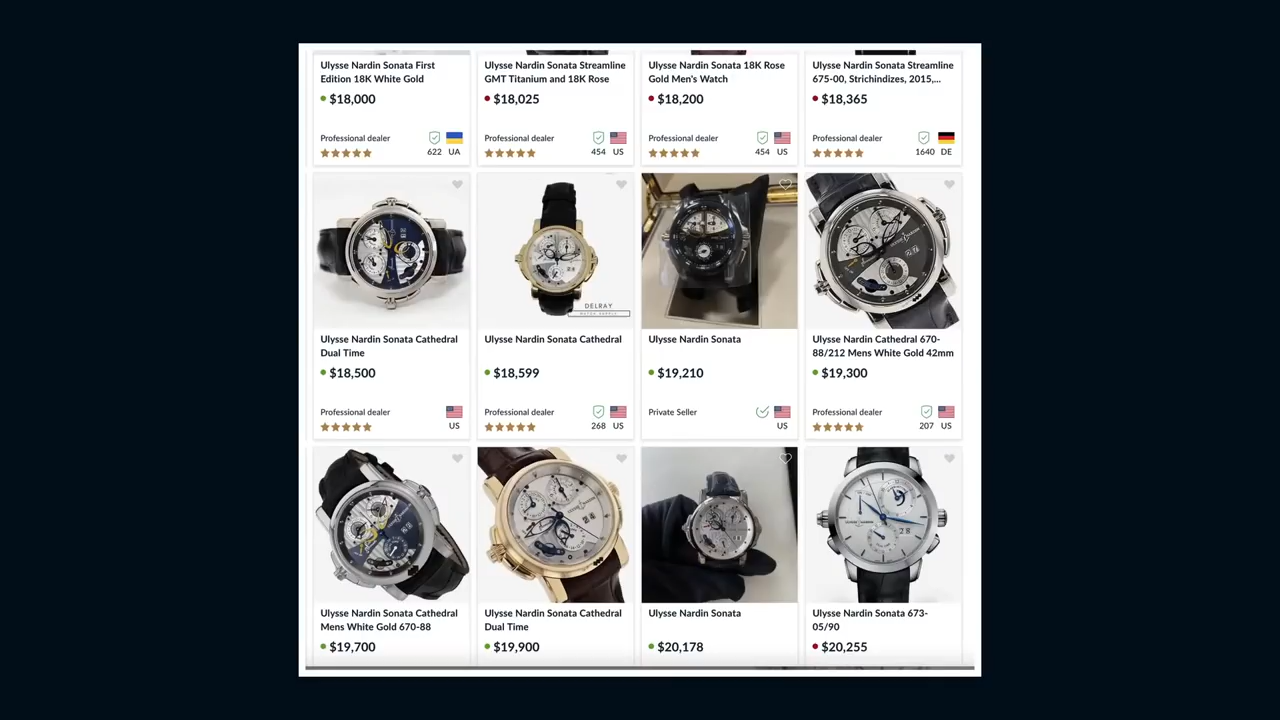 Ulysse Nardin Sonata First
Edition 18K White Gold
$18,000
Professional dealer
622 UA
Ulysse Nardin Sonata Streamline
GMT Titanium and 18K Rose
$18,025
Professional dealer
454 US
Ulysse Nardin Sonata 18K Rose
Gold Men's Watch
$18,200
Professional dealer
454 US
Ulysse Nardin Sonata Streamline
675-00, Strichindizes, 2015,...
$18,365
Professional dealer
1640 DE
Ulysse Nardin Sonata Cathedral
Dual Time
$18,500
Professional dealer
US
DELRAY
Ulysse Nardin Sonata Cathedral
$18,599
Professional dealer
268 US
Ulysse Nardin Sonata
$19,210
Private Seller
US
Ulysse Nardin Cathedral 670-
88/212 Mens White Gold 42mm
$19,300
Professional dealer
207 US
Ulysse Nardin Sonata Cathedral
Mens White Gold 670-88
$19,700
Ulysse Nardin Sonata Cathedral
Dual Time
$19,900
Ulysse Nardin Sonata
$20,178
Ulysse Nardin Sonata 673-
05/90
$20,255